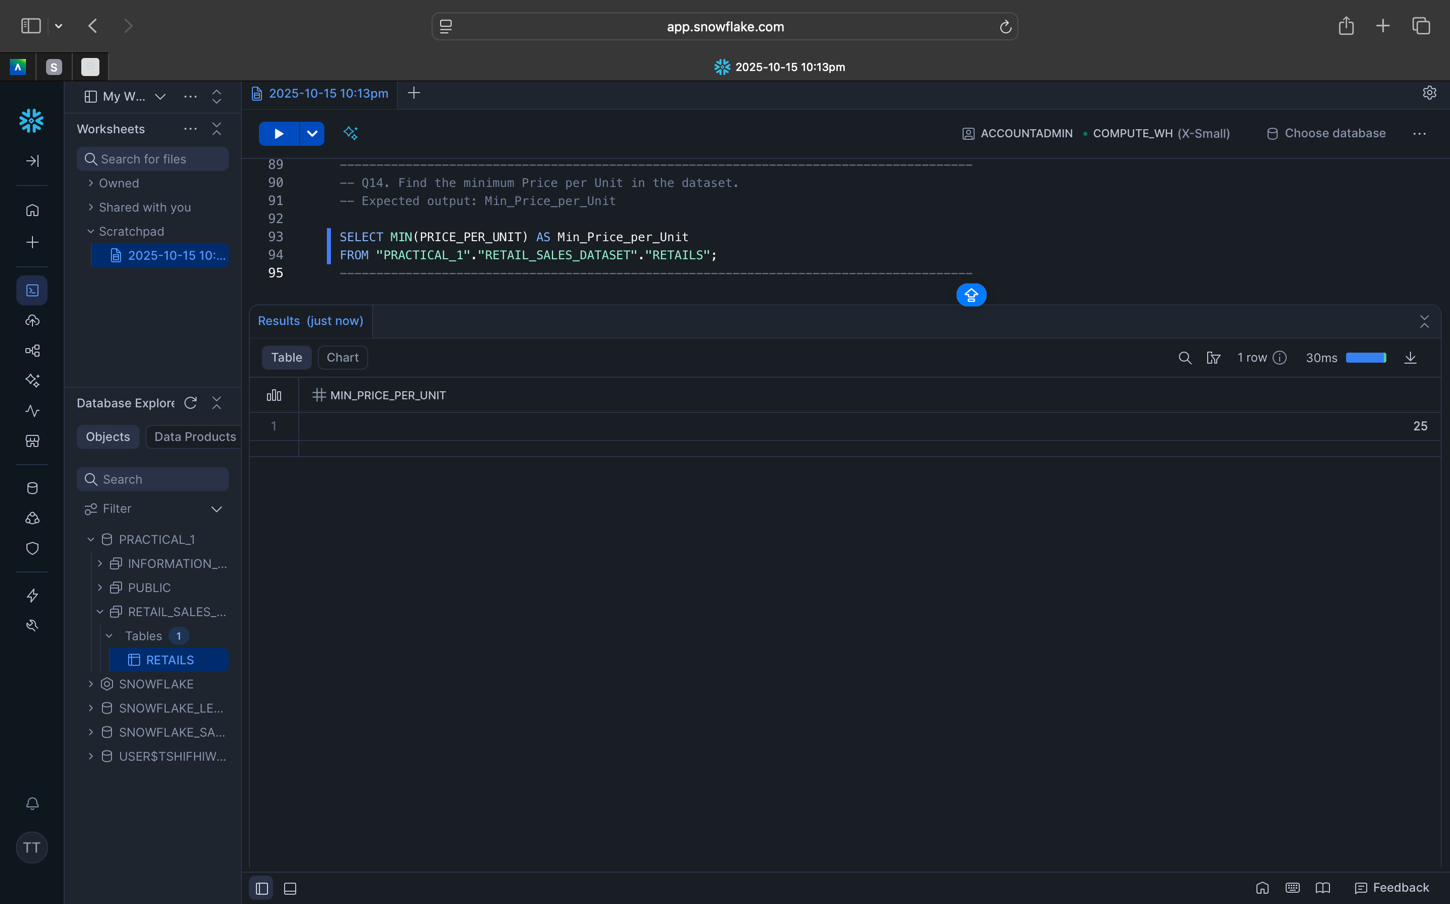 app.snowflake.com
S
2025-10-15 10:13pm
My W...
2025-10-15 10:13pm
Worksheets
Search for files
Owned
Shared with you
Scratchpad
2025-10-15 10:...
ACCOUNTADMIN
COMPUTE_WH (X-Small)
Choose database
89 --------------------------------------------------------------------------------
90 -- Q14. Find the minimum Price per Unit in the dataset.
91 -- Expected output: Min_Price_per_Unit
92
93 SELECT MIN(PRICE_PER_UNIT) AS Min_Price_per_Unit
94 FROM "PRACTICAL_1"."RETAIL_SALES_DATASET"."RETAILS";
95 --------------------------------------------------------------------------------
Results (just now)
Table
Chart
1 row
30ms
MIN_PRICE_PER_UNIT
1
25
Database Explore
Objects
Data Products
Search
Filter
PRACTICAL_1
INFORMATION_...
PUBLIC
RETAIL_SALES_...
Tables 1
RETAILS
SNOWFLAKE
SNOWFLAKE_LE...
SNOWFLAKE_SA...
USER$TSHIFHIW...
TT
Feedback